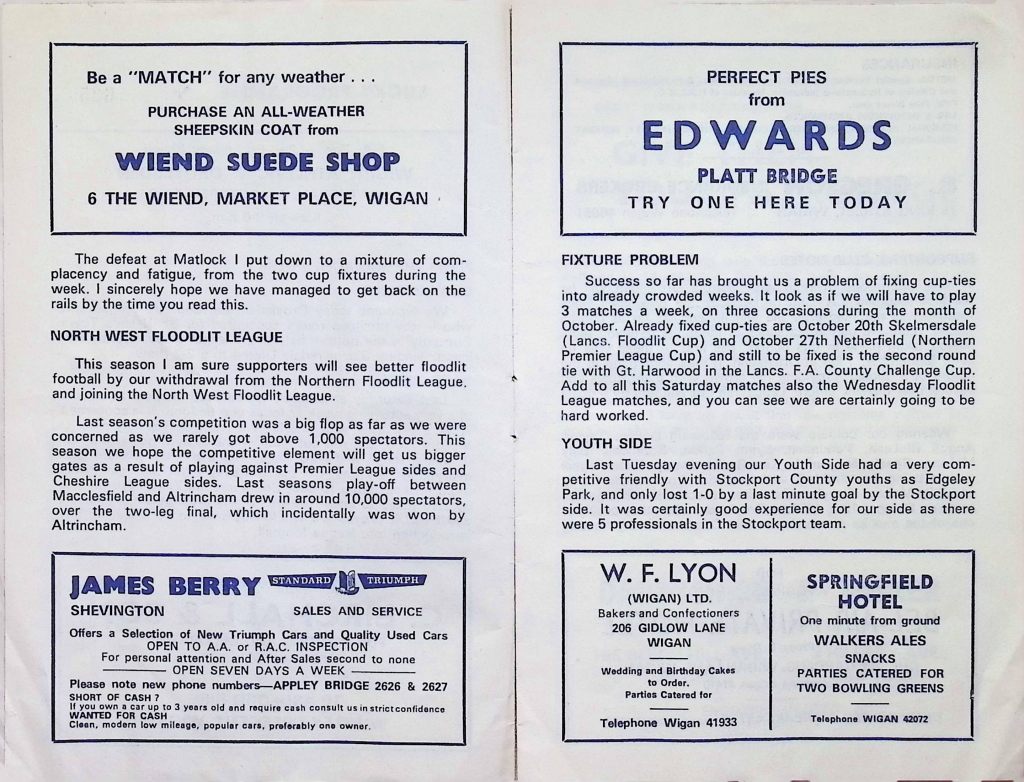 Be a "MATCH" for any weather . . .
PURCHASE AN ALL-WEATHER
SHEEPSKIN COAT from
WIEND SUEDE SHOP
6 THE WIEND, MARKET PLACE, WIGAN
The defeat at Matlock I put down to a mixture of com-
placency and fatigue, from the two cup fixtures during the
week. I sincerely hope we have managed to get back on the
rails by the time you read this.
NORTH WEST FLOODLIT LEAGUE
This season I am sure supporters will see better floodlit
football by our withdrawal from the Northern Floodlit League.
and joining the North West Floodlit League.
Last season's competition was a big flop as far as we were
concerned as we rarely got above 1,000 spectators. This
season we hope the competitive element will get us bigger
gates as a result of playing against Premier League sides and
Cheshire League sides. Last seasons play-off between
Macclesfield and Altrincham drew in around 10,000 spectators,
over the two-leg final, which incidentally was won by
Altrincham.
JAMES BERRY STANDARD TRIUMPH
SHEVINGTON SALES AND SERVICE
Offers a Selection of New Triumph Cars and Quality Used Cars
OPEN TO A.A. or R.A.C. INSPECTION
For personal attention and After Sales second to none
OPEN SEVEN DAYS A WEEK
Please note new phone numbers—APPLEY BRIDGE 2626 & 2627
SHORT OF CASH ?
If you own a car up to 3 years old and require cash consult us in strict confidence
WANTED FOR CASH
Clean, modern low mileage, popular cars, preferably one owner.
PERFECT PIES
from
EDWARDS
PLATT BRIDGE
TRY ONE HERE TODAY
FIXTURE PROBLEM
Success so far has brought us a problem of fixing cup-ties
into already crowded weeks. It look as if we will have to play
3 matches a week, on three occasions during the month of
October. Already fixed cup-ties are October 20th Skelmersdale
(Lancs. Floodlit Cup) and October 27th Netherfield (Northern
Premier League Cup) and still to be fixed is the second round
tie with Gt. Harwood in the Lancs. F.A. County Challenge Cup.
Add to all this Saturday matches also the Wednesday Floodlit
League matches, and you can see we are certainly going to be
hard worked.
YOUTH SIDE
Last Tuesday evening our Youth Side had a very com-
petitive friendly with Stockport County youths as Edgeley
Park, and only lost 1-0 by a last minute goal by the Stockport
side. It was certainly good experience for our side as there
were 5 professionals in the Stockport team.
W. F. LYON
(WIGAN) LTD.
Bakers and Confectioners
206 GIDLOW LANE
WIGAN
Wedding and Birthday Cakes
to Order.
Parties Catered for
Telephone Wigan 41933
SPRINGFIELD
HOTEL
One minute from ground
WALKERS ALES
SNACKS
PARTIES CATERED FOR
TWO BOWLING GREENS
Telephone WIGAN 42072